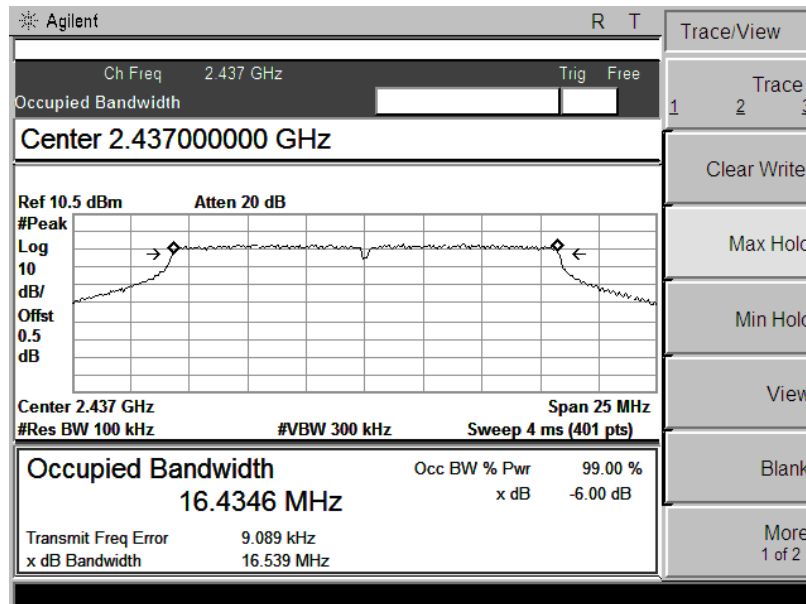 Agilent R T
Ch Freq 2.437 GHz Trig Free
Occupied Bandwidth
Center 2.437000000 GHz
Ref 10.5 dBm Atten 20 dB
#Peak
Log
10
dB/
Offst
0.5
dB
Center 2.437 GHz Span 25 MHz
#Res BW 100 kHz #VBW 300 kHz Sweep 4 ms (401 pts)
Occupied Bandwidth Occ BW % Pwr 99.00 %
16.4346 MHz x dB -6.00 dB
Transmit Freq Error 9.089 kHz
x dB Bandwidth 16.539 MHz
Trace/View
Trace
1 2 3
Clear Write
Max Hold
Min Hold
View
Blank
More
1 of 2